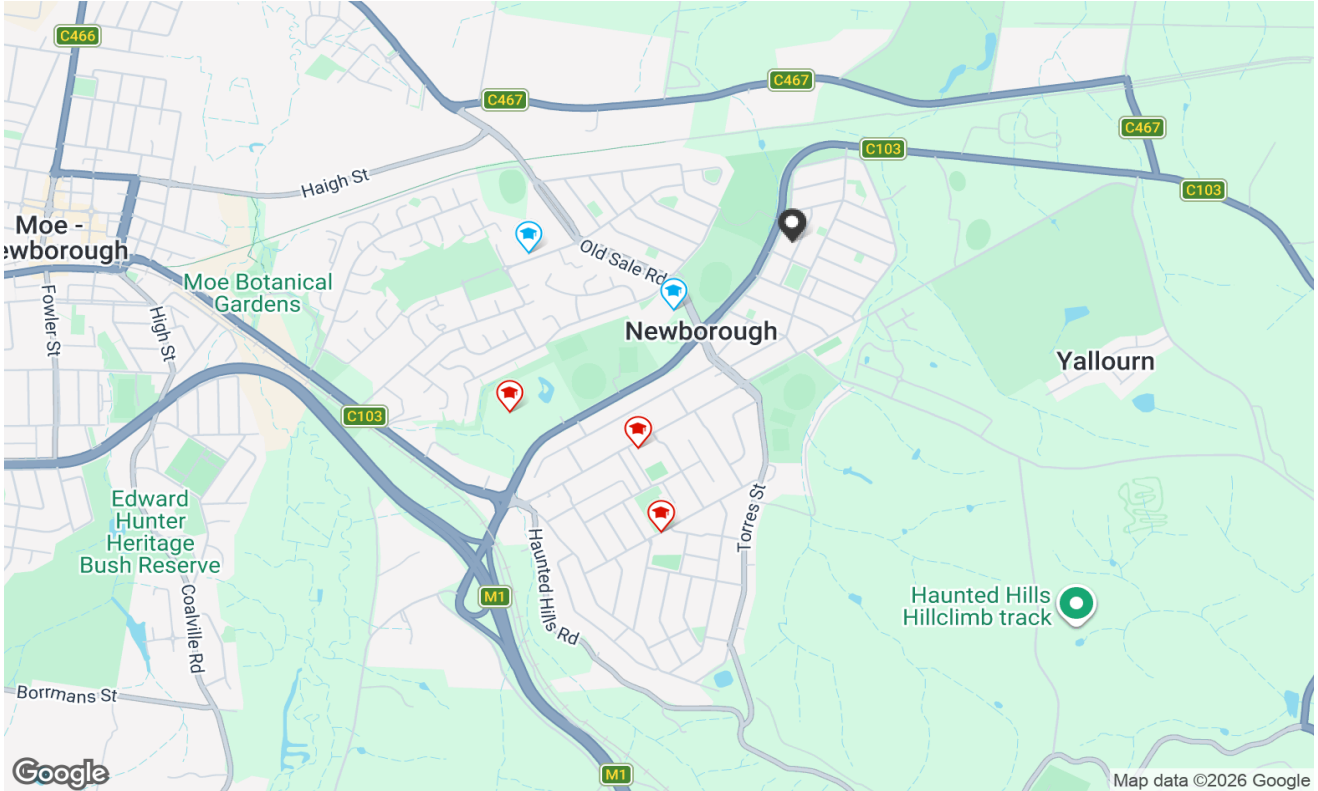 C466
C467
C467
C467
C103
C103
Haigh St
Moe -
ewborough
Old Sale Rd
Moe Botanical
Gardens
Fowler St
High St
Newborough
Yallourn
C103
Edward
Hunter
Heritage
Bush Reserve
Torres St
Haunted Hills Rd
M1
Haunted Hills
Hillclimb track
Coalville Rd
Borrmans St
Google
M1
Map data ©2026 Google